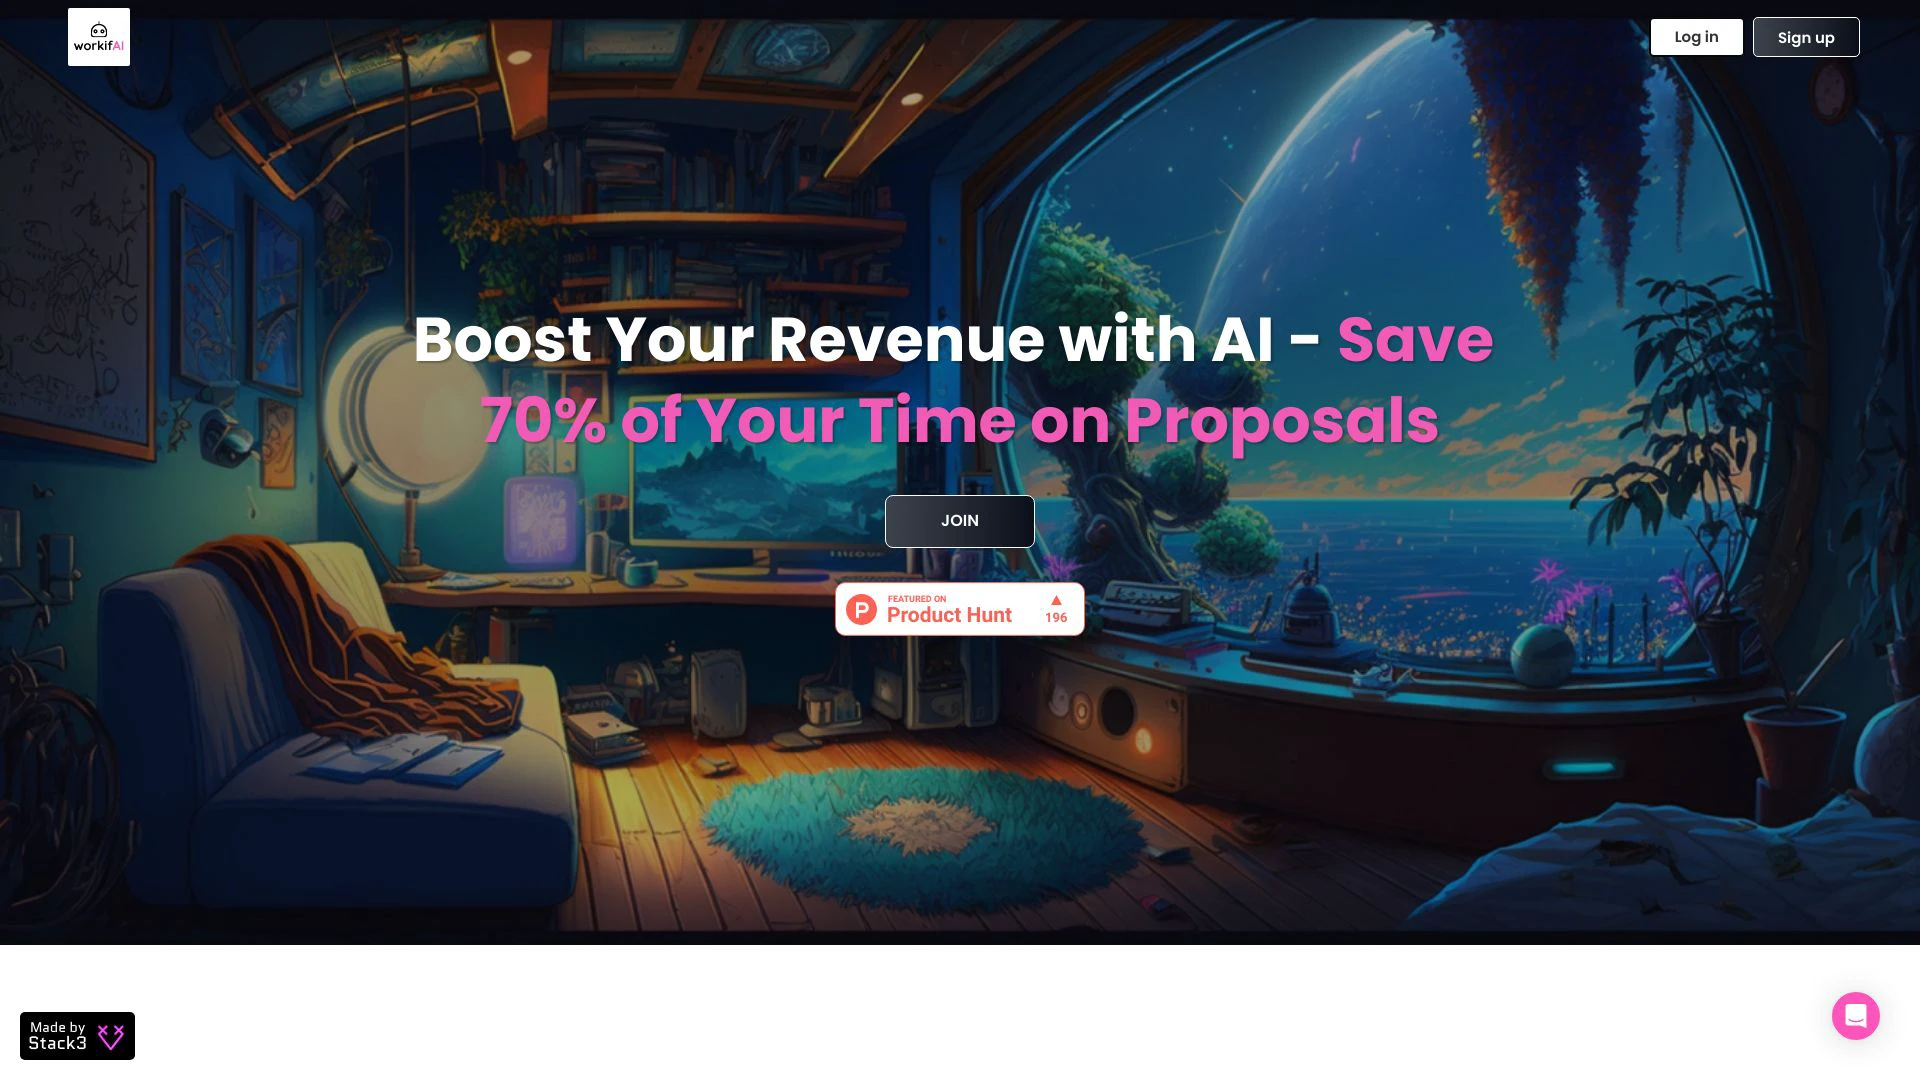 workifAI
Log in
Sign up
Boost Your Revenue with AI - Save
70% of Your Time on Proposals
JOIN
P
FEATURED ON
Product Hunt
196
Made by
Stack3